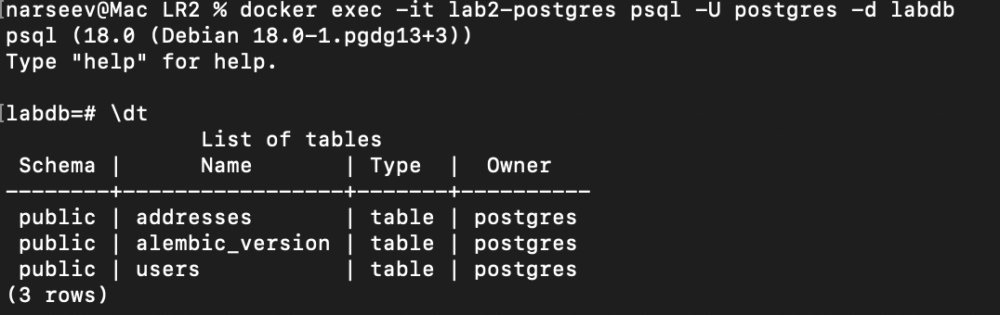 narseev@Mac LR2 % docker exec -it lab2-postgres psql -U postgres -d labdb
psql (18.0 (Debian 18.0-1.pgdg13+3))
Type "help" for help.

[labdb=# \dt
               List of tables
 Schema |      Name       | Type  |  Owner
--------+-----------------+-------+----------
 public | addresses       | table | postgres
 public | alembic_version | table | postgres
 public | users           | table | postgres
(3 rows)